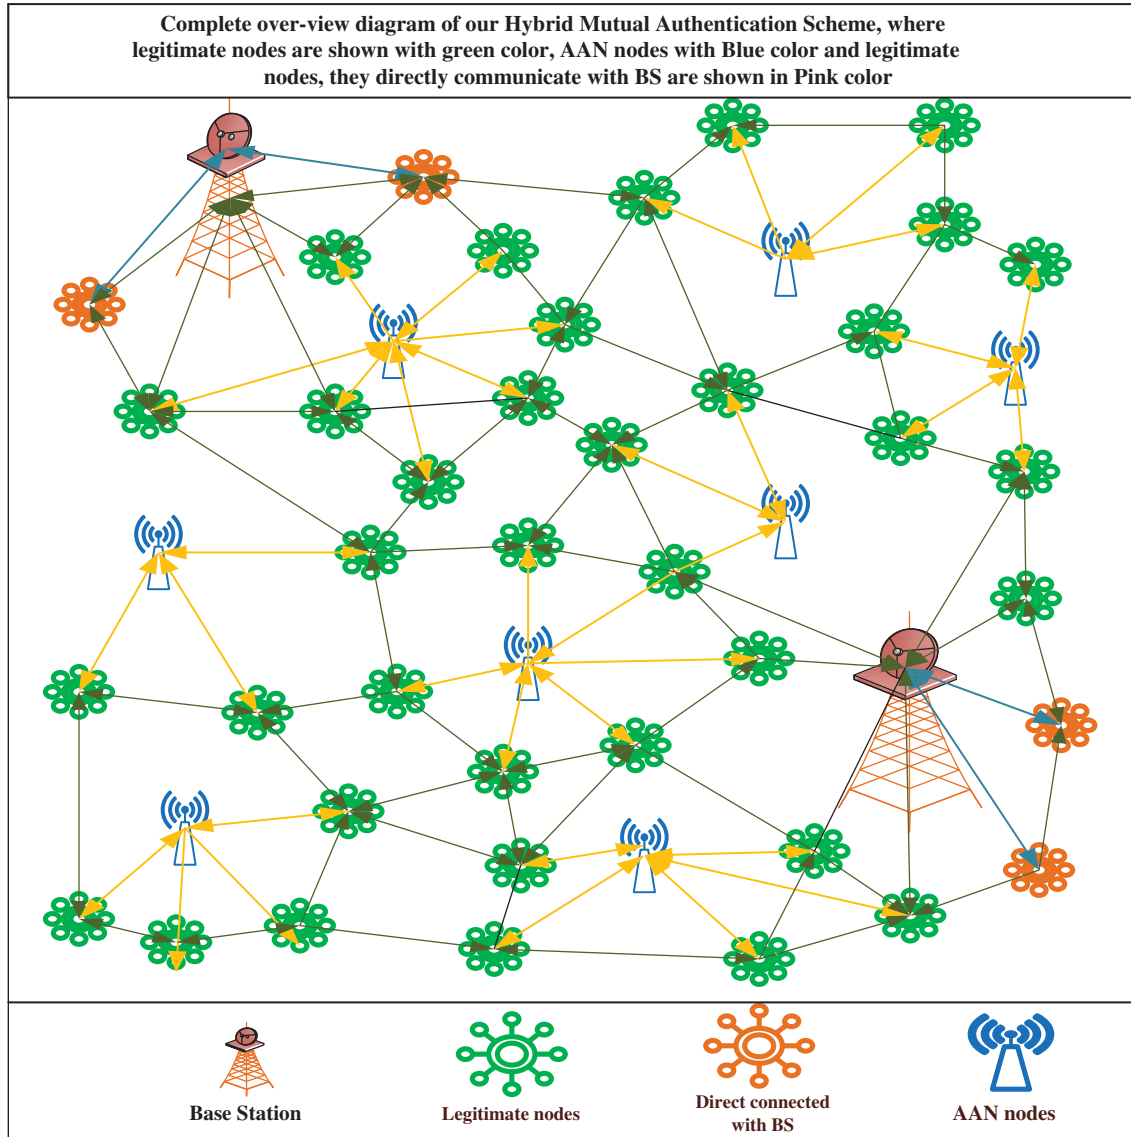 Complete over-view diagram of our Hybrid Mutual Authentication Scheme, where
legitimate nodes are shown with green color, AAN nodes with Blue color and legitimate
nodes, they directly communicate with BS are shown in Pink color
Base Station
Legitimate nodes
Direct connected
with BS
AAN nodes